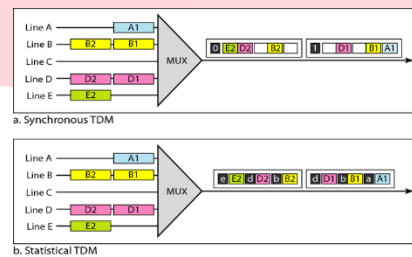 Line A A1
Line B B2 B1
Line C
Line D D2 D1
Line E E2
MUX
0 E2 D2 B2 1 D1 B1 A1
a. Synchronous TDM
Line A A1
Line B B2 B1
Line C
Line D D2 D1
Line E E2
MUX
e E2 d D2 b B2 d D1 b B1 a A1
b. Statistical TDM